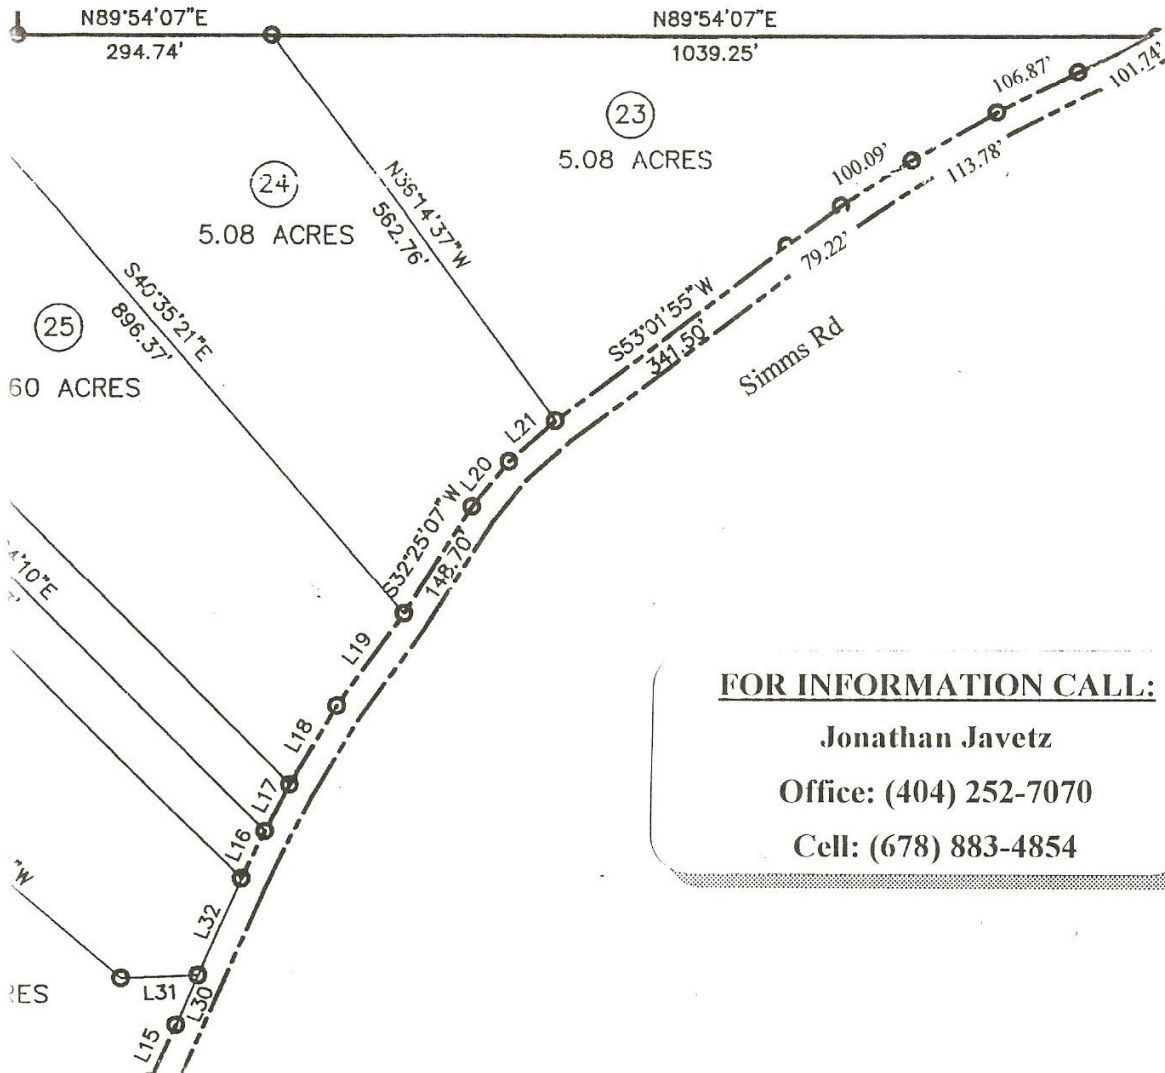 N89°54'07"E
294.74'
N89°54'07"E
1039.25'
106.87'
101.74'
23
5.08 ACRES
100.09'
113.78'
24
5.08 ACRES
N36°14'37"W
562.76'
79.22'
S40°35'21"E
896.37'
25
60 ACRES
S53°01'55"W
341.50'
Simms Rd
L21
L20
S32°25'07"W
148.70'
4'10"E
L19
L18
L17
L16
"W
L32
L31
L30
RES
L15
FOR INFORMATION CALL:
Jonathan Javetz
Office: (404) 252-7070
Cell: (678) 883-4854